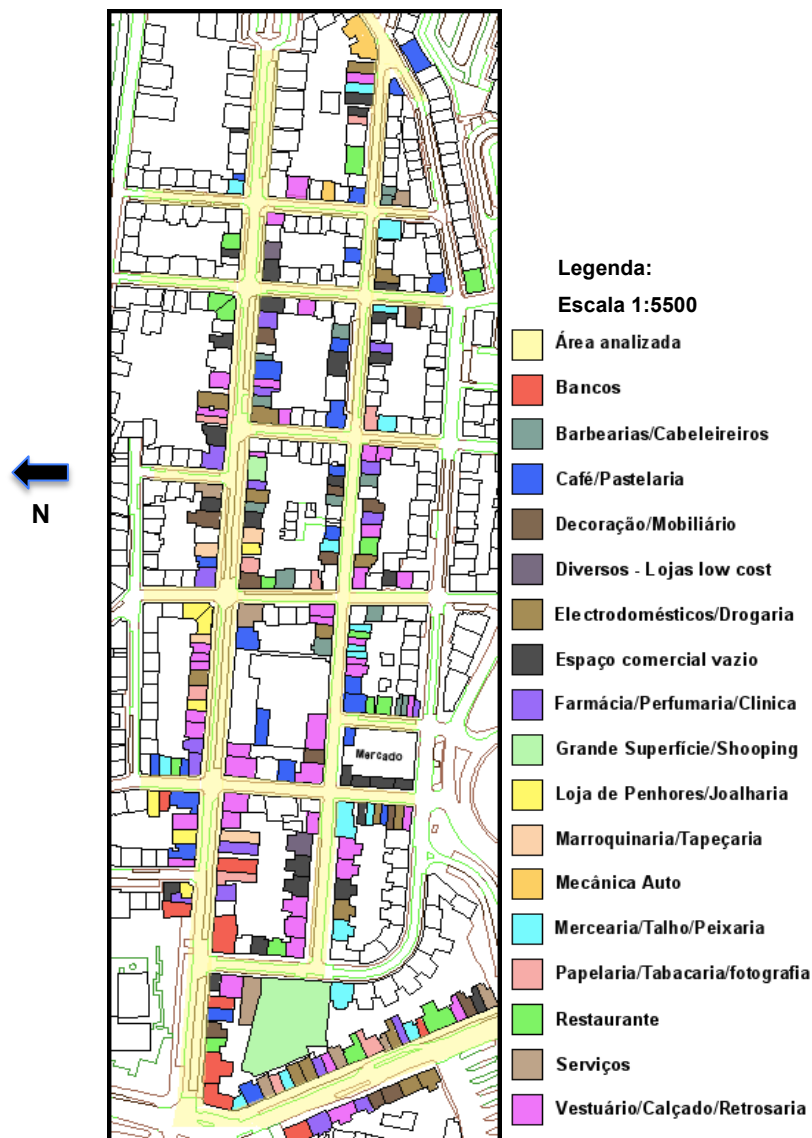 Legenda:
Escala 1:5500
Área analizada
Bancos
Barbearias/Cabeleireiros
Café/Pastelaria
Decoração/Mobiliário
Diversos - Lojas low cost
Electrodomésticos/Drogaria
Espaço comercial vazio
Farmácia/Perfumaria/Clinica
Grande Superfície/Shooping
Loja de Penhores/Joalharia
Marroquinaria/Tapeçaria
Mecânica Auto
Mercearia/Talho/Peixaria
Papelaria/Tabacaria/fotografia
Restaurante
Serviços
Vestuário/Calçado/Retrosaria
N
Mercado